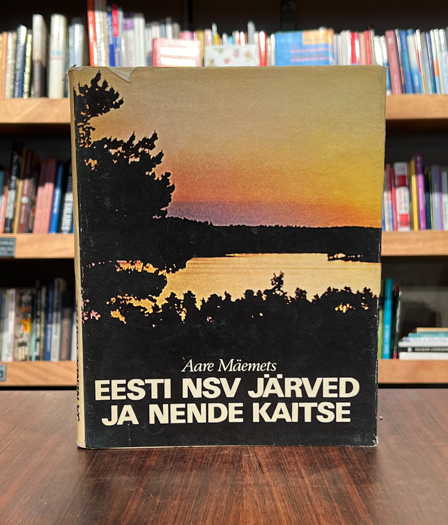 Aare Mäemets
EESTI NSV JÄRVED
JA NENDE KAITSE